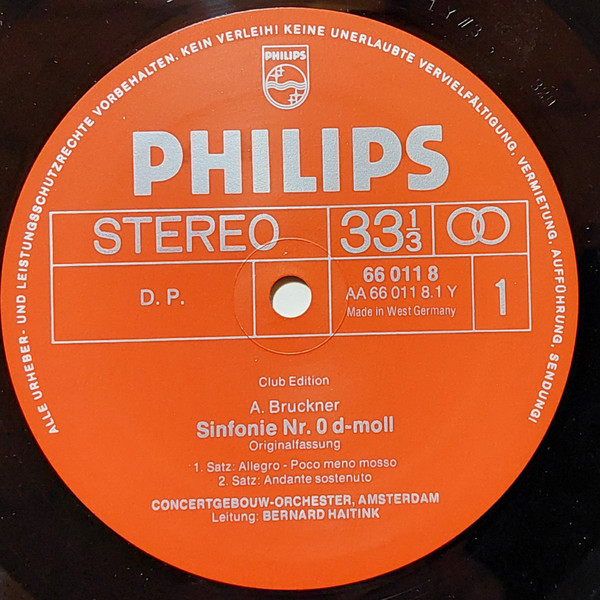 ALLE URHEBER- UND LEISTUNGSSCHUTZRECHTE VORBEHALTEN. KEIN VERLEIH! KEINE UNERLAUBTE VERVIELFÄLTIGUNG, VERMIETUNG, AUFFÜHRUNG, SENDUNG!
PHILIPS
PHILIPS
STEREO 33 1/3
D. P.
66 011 8
AA 66 011 8.1 Y
Made in West Germany
1
Club Edition
A. Bruckner
Sinfonie Nr. 0 d-moll
Originalfassung
1. Satz: Allegro - Poco meno mosso
2. Satz: Andante sostenuto
CONCERTGEBOUW-ORCHESTER, AMSTERDAM
Leitung: BERNARD HAITINK